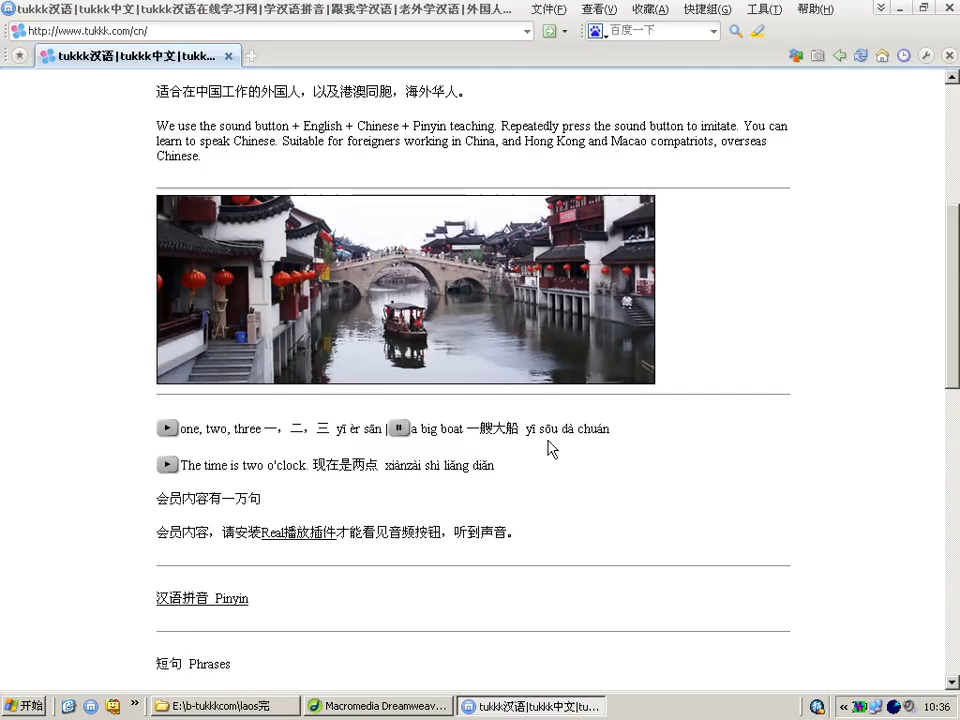 tukkk汉语|tukkk中文|tukkk汉语在线学习网|学汉语拼音|跟我学汉语|老外学汉语|外国人...
文件(F) 查看(V) 收藏(A) 快捷组(G) 工具(T) 帮助(H)
http://www.tukkk.com/cn/
百度一下
tukkk汉语|tukkk中文|tukk...
适合在中国工作的外国人，以及港澳同胞，海外华人。
We use the sound button + English + Chinese + Pinyin teaching. Repeatedly press the sound button to imitate. You can
learn to speak Chinese. Suitable for foreigners working in China, and Hong Kong and Macao compatriots, overseas
Chinese.
one, two, three 一，二，三 yī èr sān | a big boat 一艘大船 yī sōu dà chuán
The time is two o'clock. 现在是两点 xiànzài shì liǎng diǎn
会员内容有一万句
会员内容，请安装Real播放插件才能看见音频按钮，听到声音。
汉语拼音 Pinyin
短句 Phrases
开始
E:\b-tukkkcom\laos完
Macromedia Dreamweav...
tukkk汉语|tukkk中文|tu...
10:36